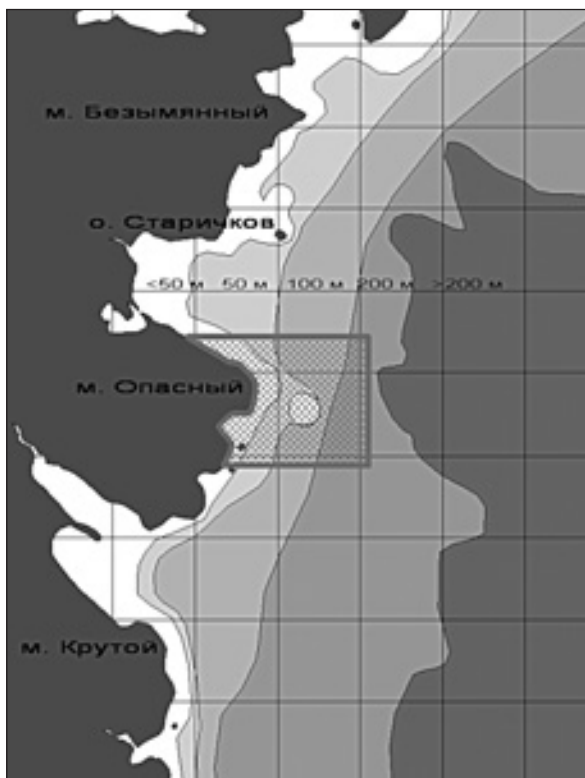 м. Безымянный
о. Старичков
<50 м 50 м 100 м 200 м >200 м
м. Опасный
м. Крутой